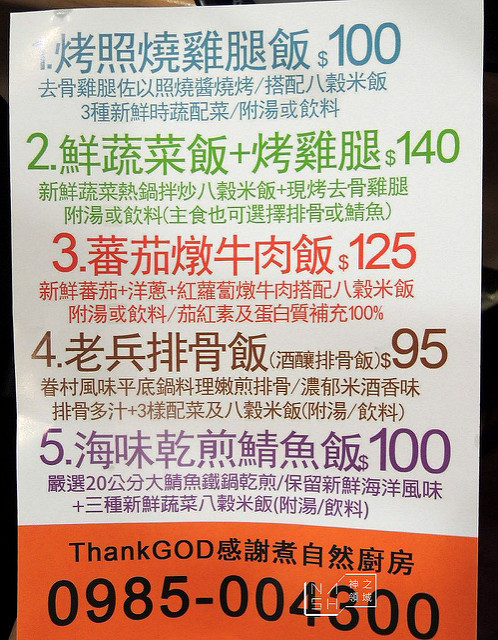 1.烤照燒雞腿飯$100
去骨雞腿佐以照燒醬燒烤/搭配八穀米飯
3種新鮮時蔬配菜/附湯或飲料
2.鮮蔬菜飯+烤雞腿$140
新鮮蔬菜熱鍋拌炒八穀米飯+現烤去骨雞腿
附湯或飲料(主食也可選擇排骨或鯖魚)
3.蕃茄燉牛肉飯$125
新鮮蕃茄+洋蔥+紅蘿蔔燉牛肉搭配八穀米飯
附湯或飲料/茄紅素及蛋白質補充100%
4.老兵排骨飯(酒釀排骨飯)$95
眷村風味平底鍋料理嫩煎排骨/濃郁米酒香味
排骨多汁+3樣配菜及八穀米飯(附湯/飲料)
5.海味乾煎鯖魚飯$100
嚴選20公分大鯖魚鐵鍋乾煎/保留新鮮海洋風味
+三種新鮮蔬菜八穀米飯(附湯/飲料)
ThankGOD感謝煮自然廚房
0985-004300
NSH 神之領域